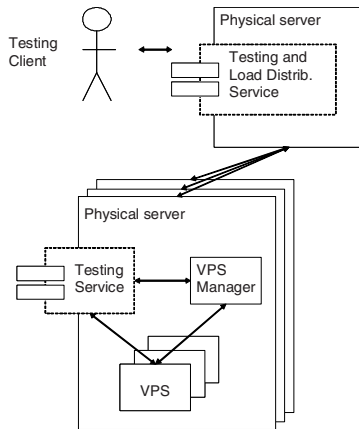 Physical server
Testing
Client
Testing and
Load Distrib.
Service
Physical server
Testing
Service
VPS
Manager
VPS